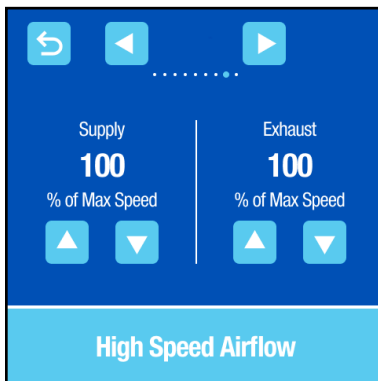 Supply
100
% of Max Speed
Exhaust
100
% of Max Speed
High Speed Airflow